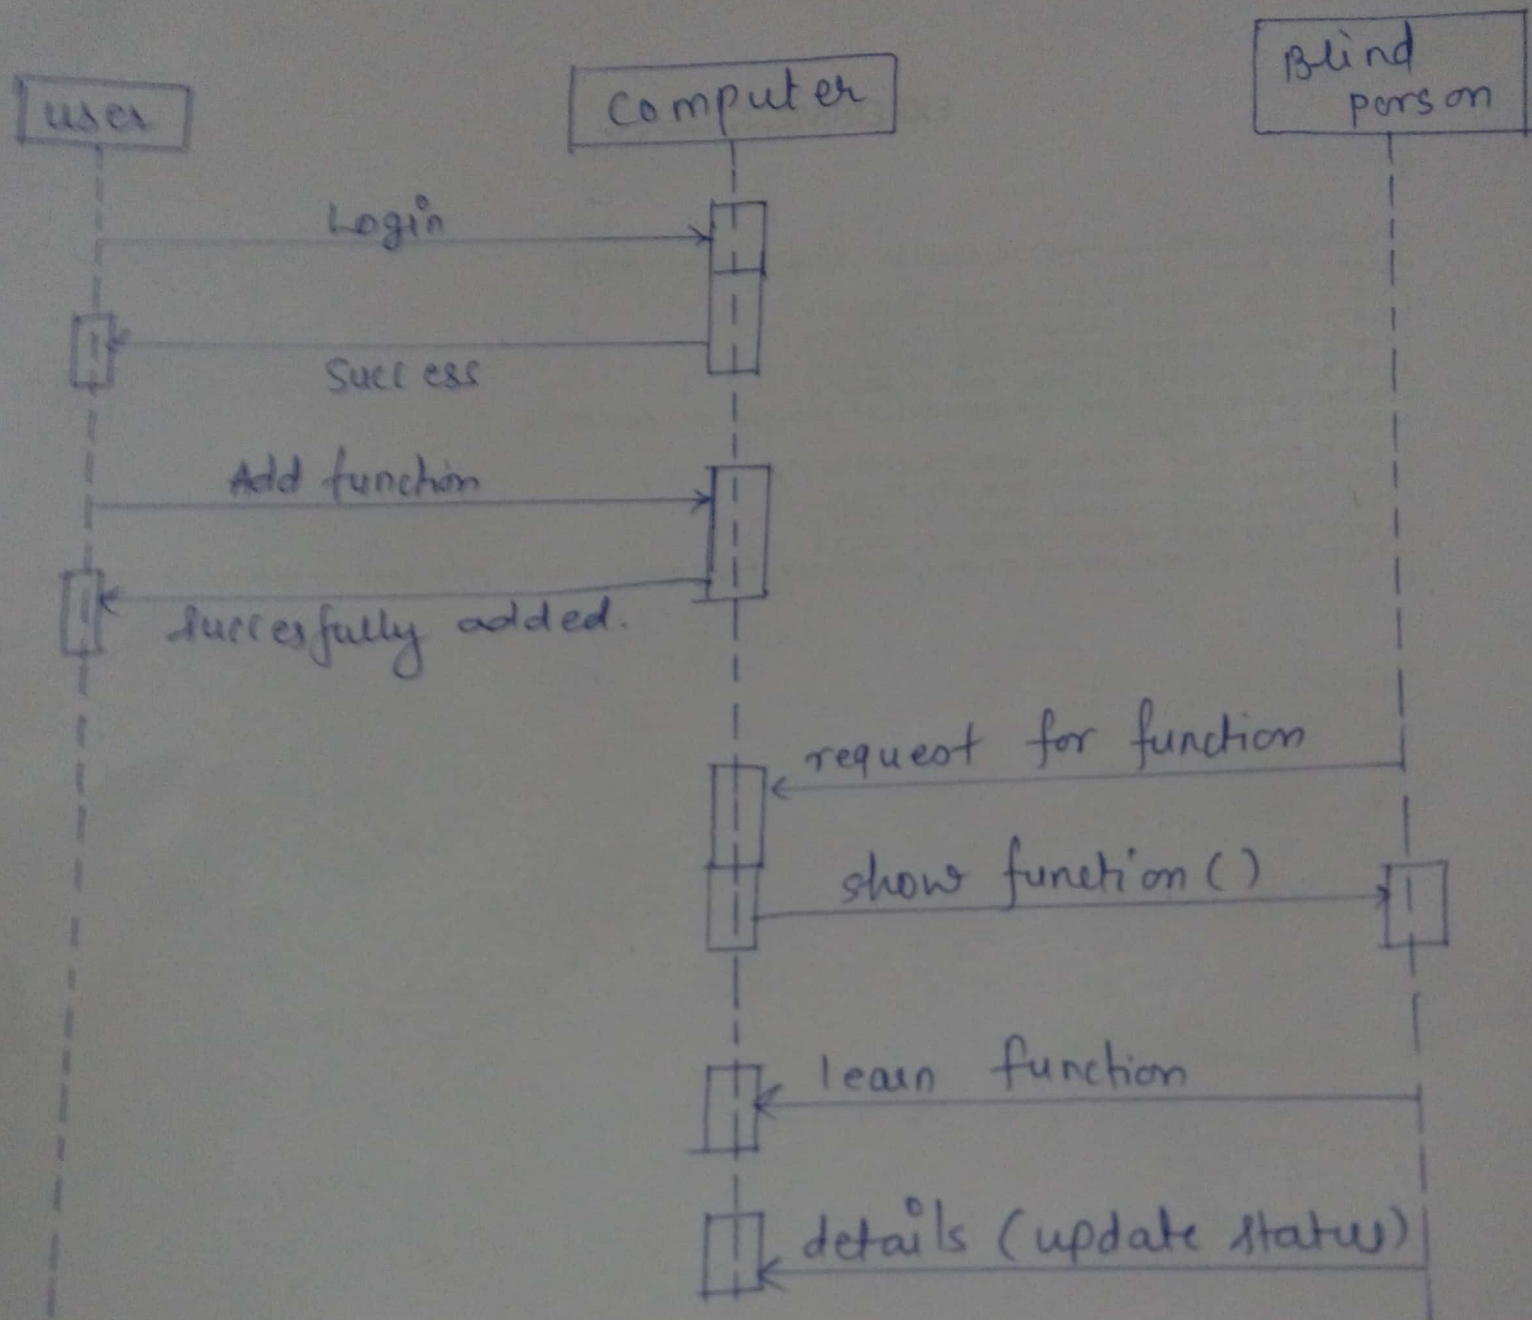 user
computer
Blind
person
Login
Success
Add function
Succesfully added.
request for function
show function()
learn function
details (update status)